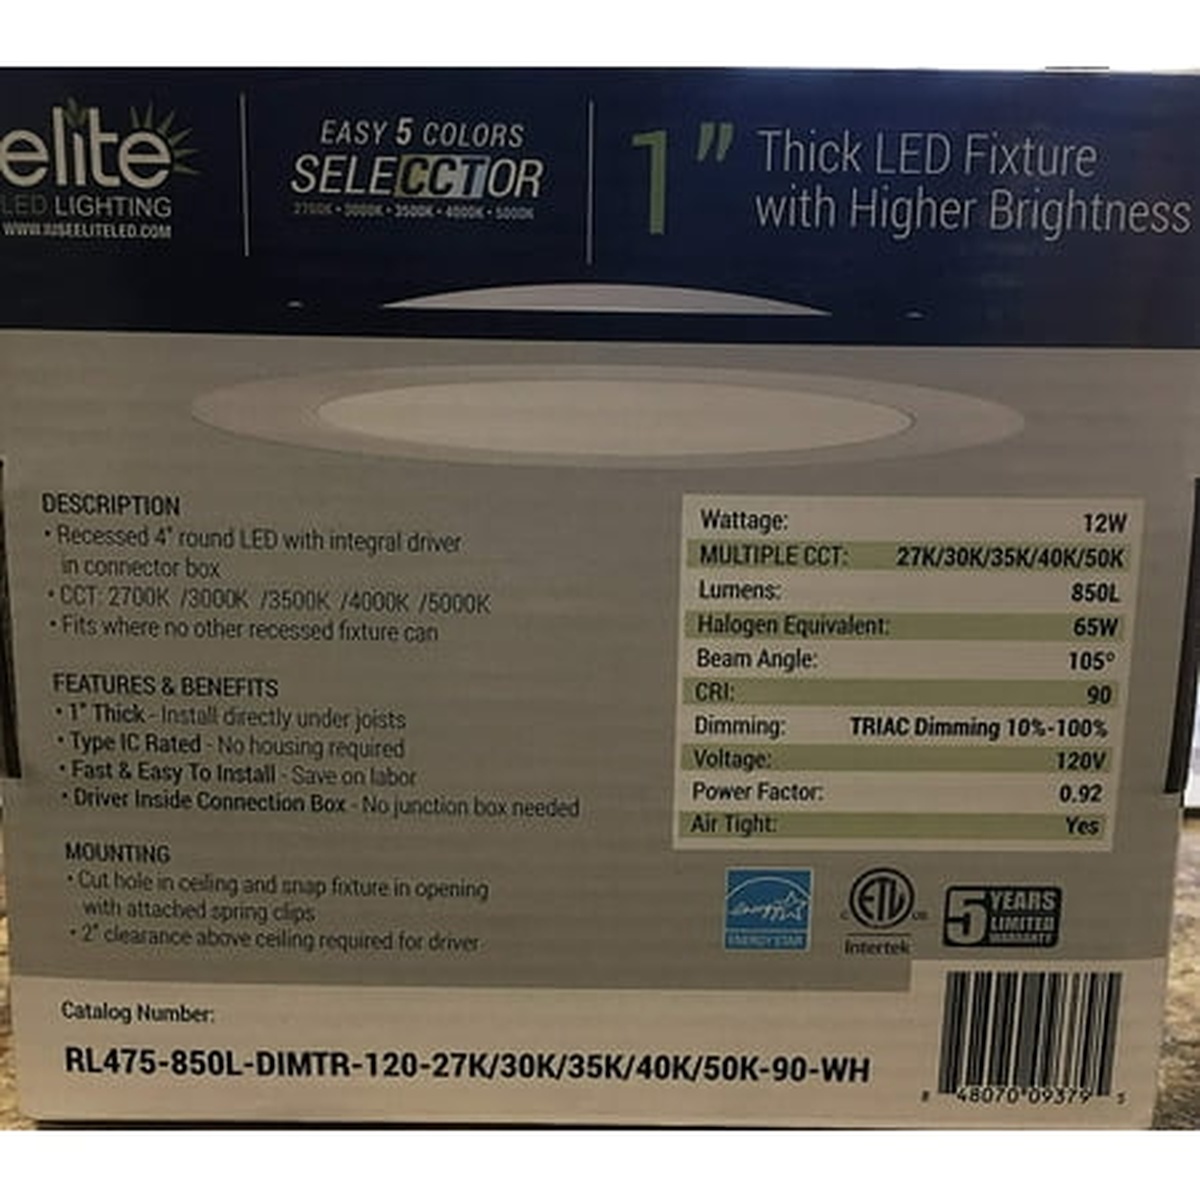 elite
LED LIGHTING
WWW.IUSEELITELED.COM
EASY 5 COLORS
SELECCTOR
2700K • 3000K • 3500K • 4000K • 5000K
1" Thick LED Fixture
with Higher Brightness
DESCRIPTION
• Recessed 4" round LED with integral driver
in connector box
• CCT: 2700K /3000K /3500K /4000K /5000K
• Fits where no other recessed fixture can
FEATURES & BENEFITS
• 1" Thick - Install directly under joists
• Type IC Rated - No housing required
• Fast & Easy To Install - Save on labor
• Driver Inside Connection Box - No junction box needed
MOUNTING
• Cut hole in ceiling and snap fixture in opening
with attached spring clips
• 2" clearance above ceiling required for driver
Wattage: 12W
MULTIPLE CCT: 27K/30K/35K/40K/50K
Lumens: 850L
Halogen Equivalent: 65W
Beam Angle: 105°
CRI: 90
Dimming: TRIAC Dimming 10%-100%
Voltage: 120V
Power Factor: 0.92
Air Tight: Yes
energy
ENERGY STAR
C ETL US
Intertek
5 YEARS
LIMITED
WARRANTY
Catalog Number:
RL475-850L-DIMTR-120-27K/30K/35K/40K/50K-90-WH
8 48070 09379 5